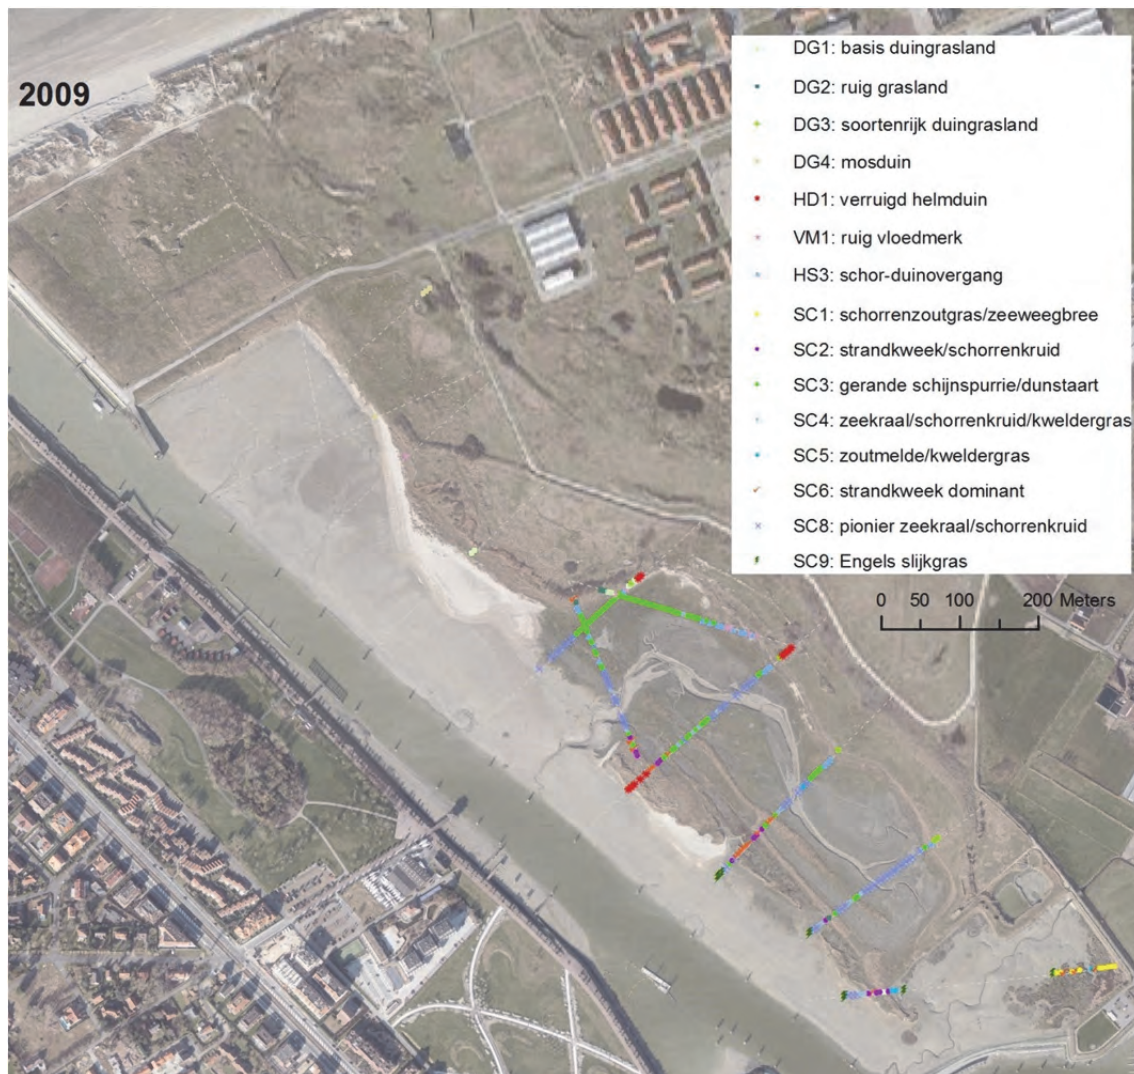 2009
DG1: basis duingrasland
DG2: ruig grasland
DG3: soortenrijk duingrasland
DG4: mosduin
HD1: verruigd helmduin
VM1: ruig vloedmerk
HS3: schor-duinovergang
SC1: schorrenzoutgras/zeeweegbree
SC2: strandkweek/schorrenkruid
SC3: gerande schijnspurrie/dunstaart
SC4: zeekraal/schorrenkruid/kweldergras
SC5: zoutmelde/kweldergras
SC6: strandkweek dominant
SC8: pionier zeekraal/schorrenkruid
SC9: Engels slijkgras
0 50 100 200 Meters